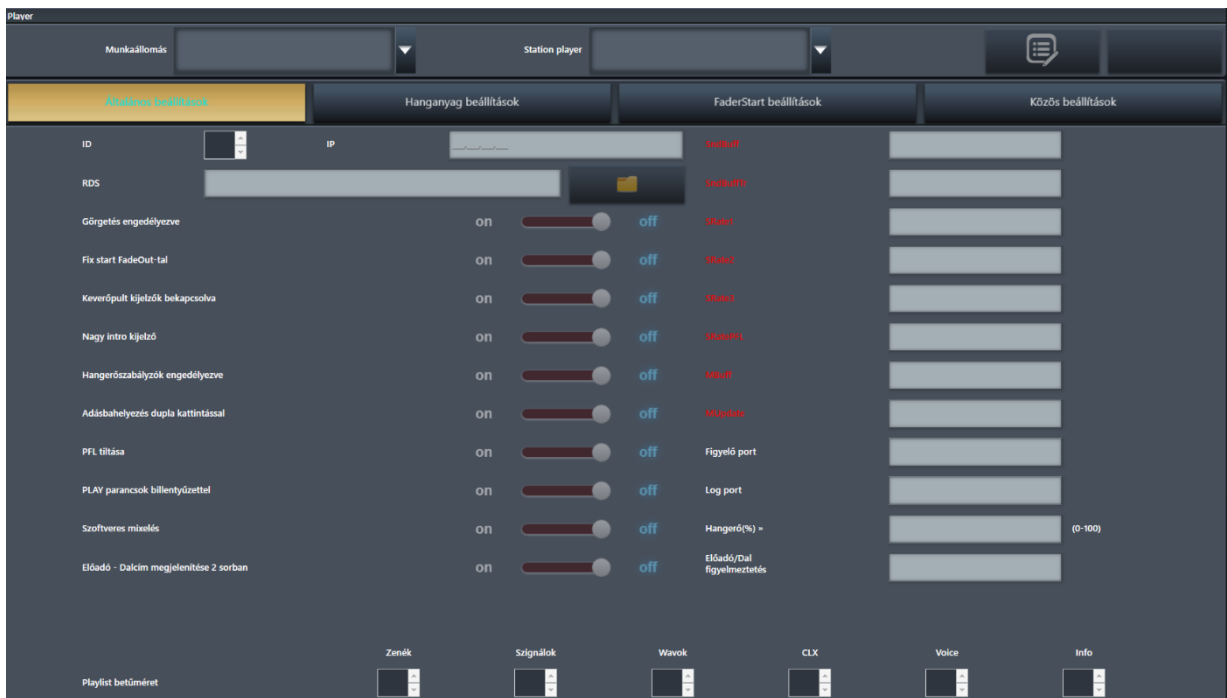 Player
Munkaállomás
Station player
Általános beállítások
Hanganyag beállítások
FaderStart beállítások
Közös beállítások
ID
IP
__.__.__.__
RDS
Görgetés engedélyezve on off
Fix start FadeOut-tal on off
Keverőpult kijelzők bekapcsolva on off
Nagy intro kijelző on off
Hangerőszabályzók engedélyezve on off
Adásbahelyezés dupla kattintással on off
PFL tiltása on off
Figyelő port
PLAY parancsok billentyűzettel on off
Log port
Szoftveres mixelés on off
Hangerő(%) =
(0-100)
Előadó - Dalcím megjelenítése 2 sorban on off
Előadó/Dal
figyelmeztetés
Zenék Szignálok Wavok CLX Voice Info
Playlist betűméret